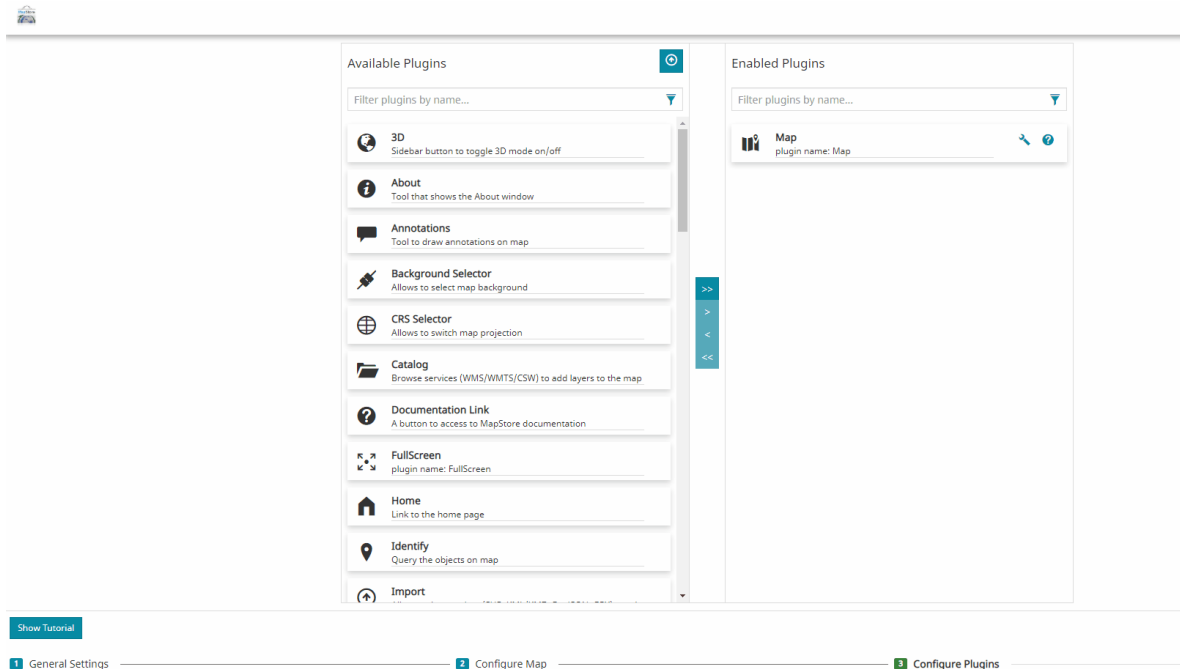 Available Plugins
Filter plugins by name...
3D
Sidebar button to toggle 3D mode on/off
About
Tool that shows the About window
Annotations
Tool to draw annotations on map
Background Selector
Allows to select map background
CRS Selector
Allows to switch map projection
Catalog
Browse services (WMS/WMTS/CSW) to add layers to the map
Documentation Link
A button to access to MapStore documentation
FullScreen
plugin name: FullScreen
Home
Link to the home page
Identify
Query the objects on map
Import
>>
>
<
<<
Enabled Plugins
Filter plugins by name...
Map
plugin name: Map
Show Tutorial
1 General Settings
2 Configure Map
3 Configure Plugins